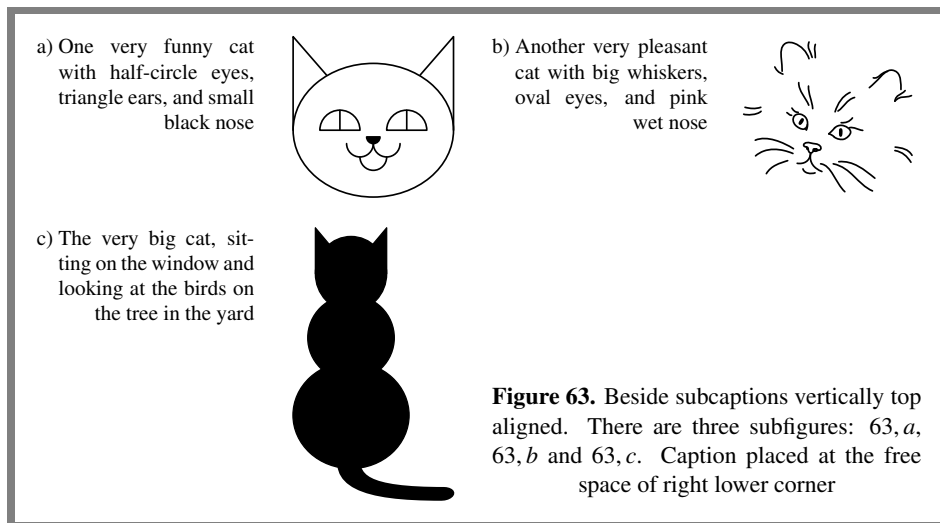 a) One very funny cat
with half-circle eyes,
triangle ears, and small
black nose
b) Another very pleasant
cat with big whiskers,
oval eyes, and pink
wet nose
c) The very big cat, sit-
ting on the window and
looking at the birds on
the tree in the yard
Figure 63. Beside subcaptions vertically top
aligned. There are three subfigures: 63, a,
63, b and 63, c. Caption placed at the free
space of right lower corner